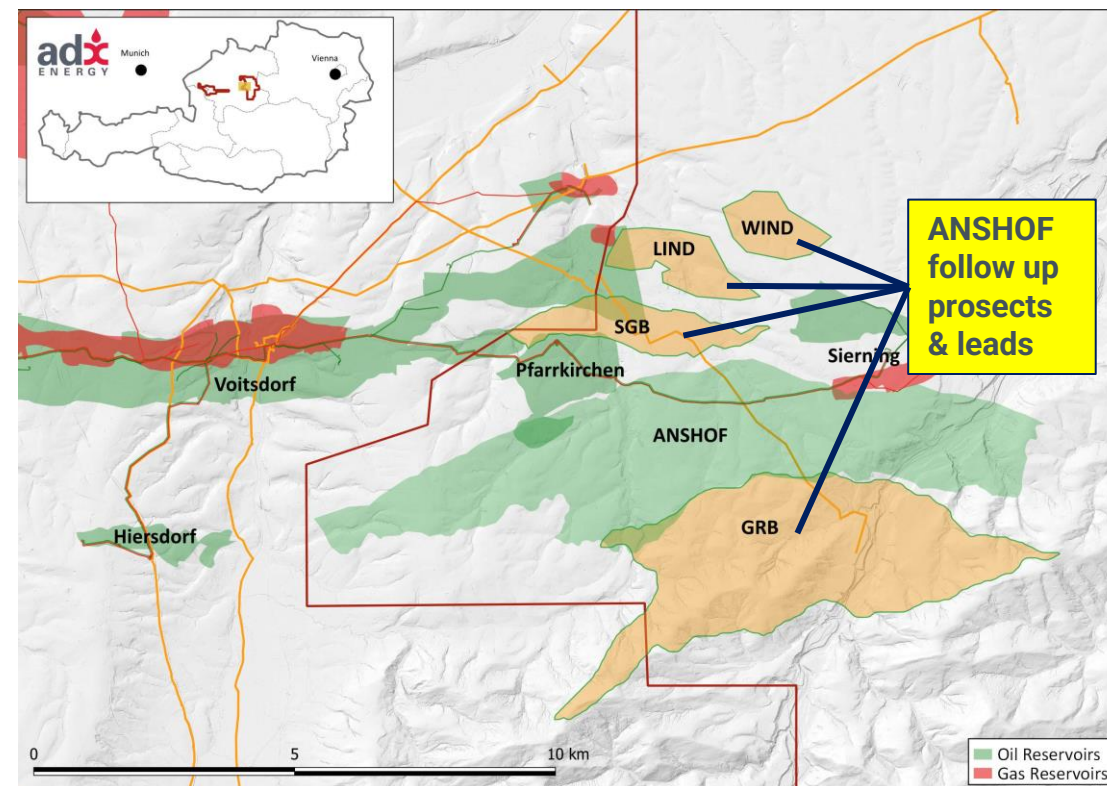 adx
ENERGY
Munich
Vienna
WIND
LIND
ANSHOF
follow up
prosects
& leads
SGB
Sierning
Pfarrkirchen
Voitsdorf
ANSHOF
GRB
Hiersdorf
0 5 10 km
Oil Reservoirs
Gas Reservoirs